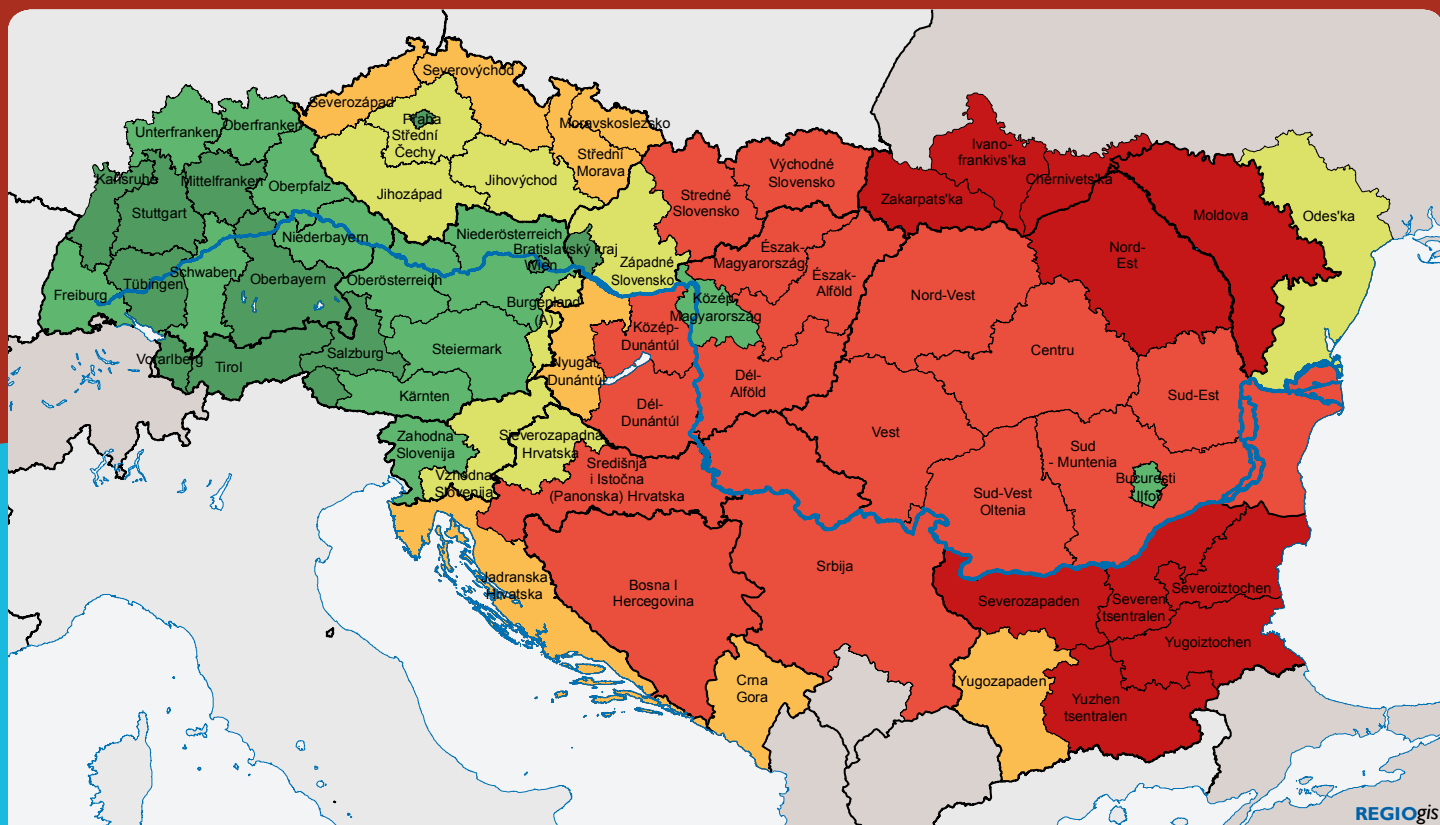 Severovýchod
Severozápad
Praha
Střední
Čechy
Moravskoslezsko
Střední
Morava
Jihozápad
Jihovýchod
Unterfranken
Oberfranken
Karlsruhe
Mittelfranken
Oberpfalz
Stuttgart
Niederbayern
Tübingen
Schwaben
Oberbayern
Freiburg
Niederösterreich
Bratislavský kraj
Wien
Oberösterreich
Burgenland
(A)
Vorarlberg
Tirol
Salzburg
Steiermark
Kärnten
Zahodna
Slovenija
Vzhodna
Slovenija
Sjeverozapadna
Hrvatska
Središnja
i Istočna
(Panonska) Hrvatska
Jadranska
Hrvatska
Stredné
Slovensko
Východné
Slovensko
Západné
Slovensko
Észak-
Magyarország
Észak-
Alföld
Közép-
Magyarország
Közép-
Dunántúl
Nyugat-
Dunántúl
Dél-
Dunántúl
Dél-
Alföld
Ivano-
frankivs'ka
Chernivets'ka
Zakarpats'ka
Moldova
Odes'ka
Nord-
Est
Nord-Vest
Centru
Sud-Est
Vest
Sud
- Muntenia
Bucuresti
Ilfov
Sud-Vest
Oltenia
Bosna I
Hercegovina
Srbija
Crna
Gora
Severozapaden
Severen
tsentralen
Severoiztochen
Yugoiztochen
Yugozapaden
Yuzhen
tsentralen
REGIOgis